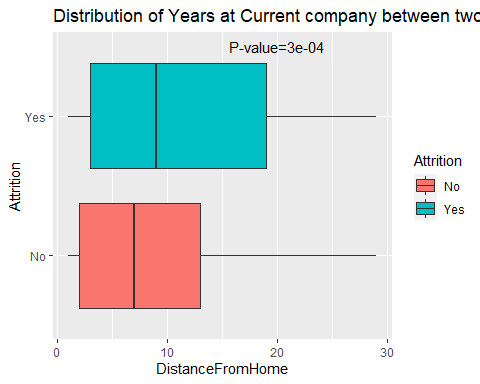 Distribution of Years at Current company between two
P-value=3e-04
Yes
No
Attrition
0
10
20
30
DistanceFromHome
Attrition
No
Yes